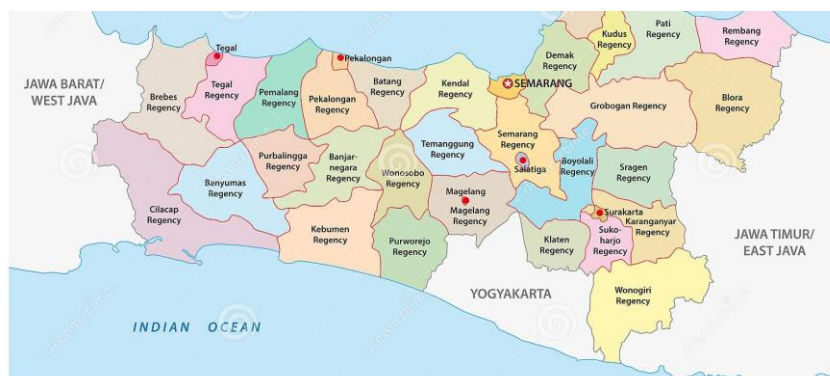 Kudus
Regency
Pati
Regency
Rembang
Regency
Tegal
Pekalongan
Demak
Regency
JAWA BARAT/
WEST JAVA
Brebes
Regency
Tegal
Regency
Pemalang
Regency
Pekalongan
Regency
Batang
Regency
Kendal
Regency
SEMARANG
Grobogan Regency
Blora
Regency
Semarang
Regency
Temanggung
Regency
Salatiga
Boyolali
Regency
Sragen
Regency
Purbalingga
Regency
Banjar-
negara
Regency
Wonosobo
Regency
Banyumas
Regency
Cilacap
Regency
Magelang
Magelang
Regency
Surakarta
Karanganyar
Regency
Kebumen
Regency
Purworejo
Regency
Klaten
Regency
Suko-
harjo
Regency
JAWA TIMUR/
EAST JAVA
YOGYAKARTA
Wonogiri
Regency
INDIAN OCEAN